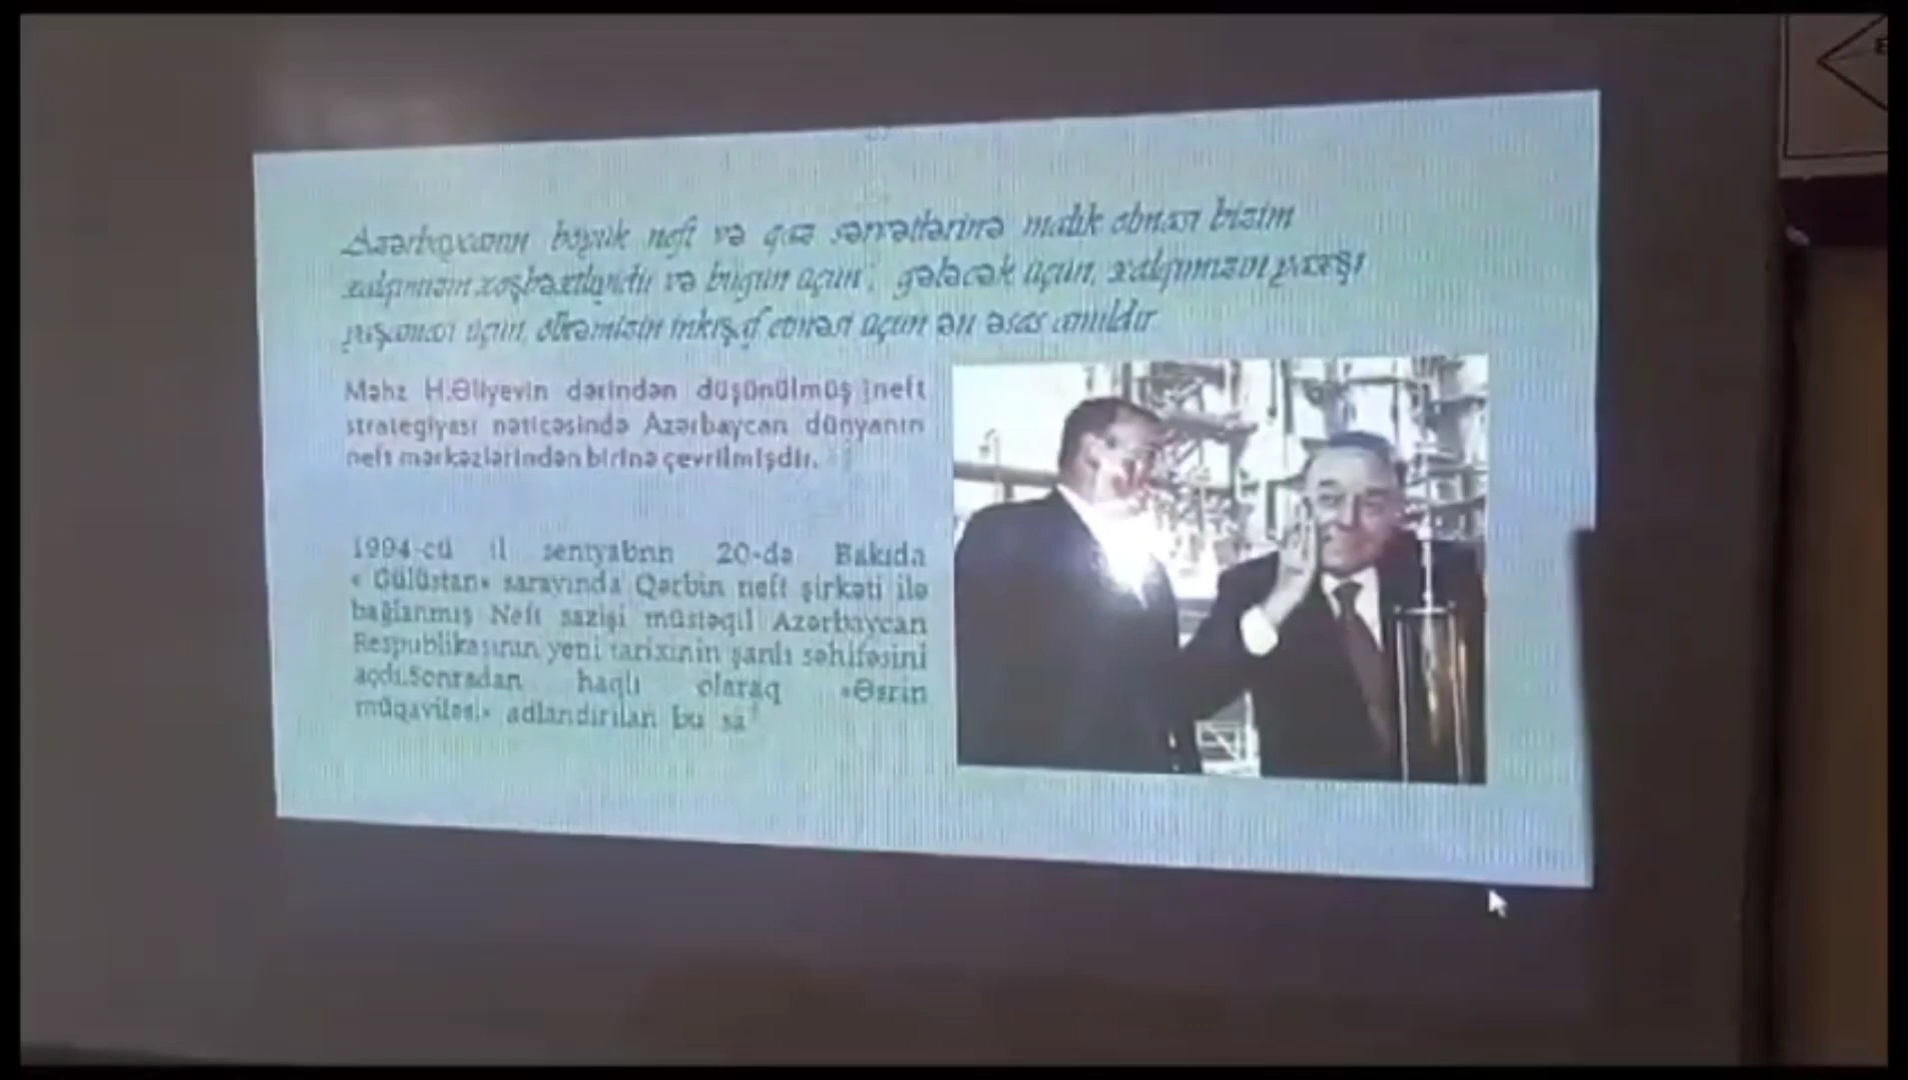 Azərbaycanın böyük neft və qaz sərvətlərinə malik olması bizim
xalqımızın xoşbəxtliyidir və bugün üçün, gələcək üçün, xalqımızın yaxşı
yaşaması üçün, ölkəmizin inkişaf etməsi üçün ən əsas amildir
Məhz H.Əliyevin dərindən düşünülmüş neft
strategiyası nəticəsində Azərbaycan dünyanın
neft mərkəzlərindən birinə çevrilmişdir.
1994-cü il sentyabrın 20-də Bakıda
«Gülüstan» sarayında Qərbin neft şirkəti ilə
bağlanmış Neft sazişi müstəqil Azərbaycan
Respublikasının yeni tarixinin şanlı səhifəsini
açdı.Sonradan haqlı olaraq «Əsrin
müqaviləsi» adlandırılan bu sa